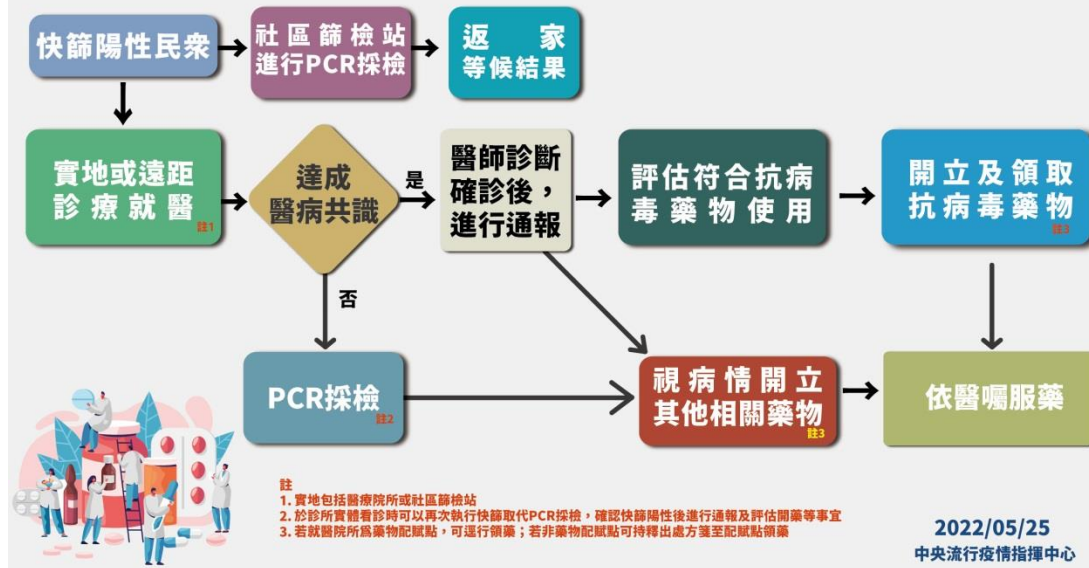 快篩陽性民眾
社區篩檢站
進行PCR採檢
返家
等候結果
實地或遠距
診療就醫
註1
達成
醫病共識
是
醫師診斷
確診後，
進行通報
評估符合抗病
毒藥物使用
開立及領取
抗病毒藥物
註3
否
PCR採檢
註2
視病情開立
其他相關藥物
註3
依醫囑服藥
註
1. 實地包括醫療院所或社區篩檢站
2. 於診所實體看診時可以再次執行快篩取代PCR採檢，確認快篩陽性後進行通報及評估開藥等事宜
3. 若就醫院所為藥物配賦點，可逕行領藥；若非藥物配賦點可持釋出處方箋至配賦點領藥
2022/05/25
中央流行疫情指揮中心